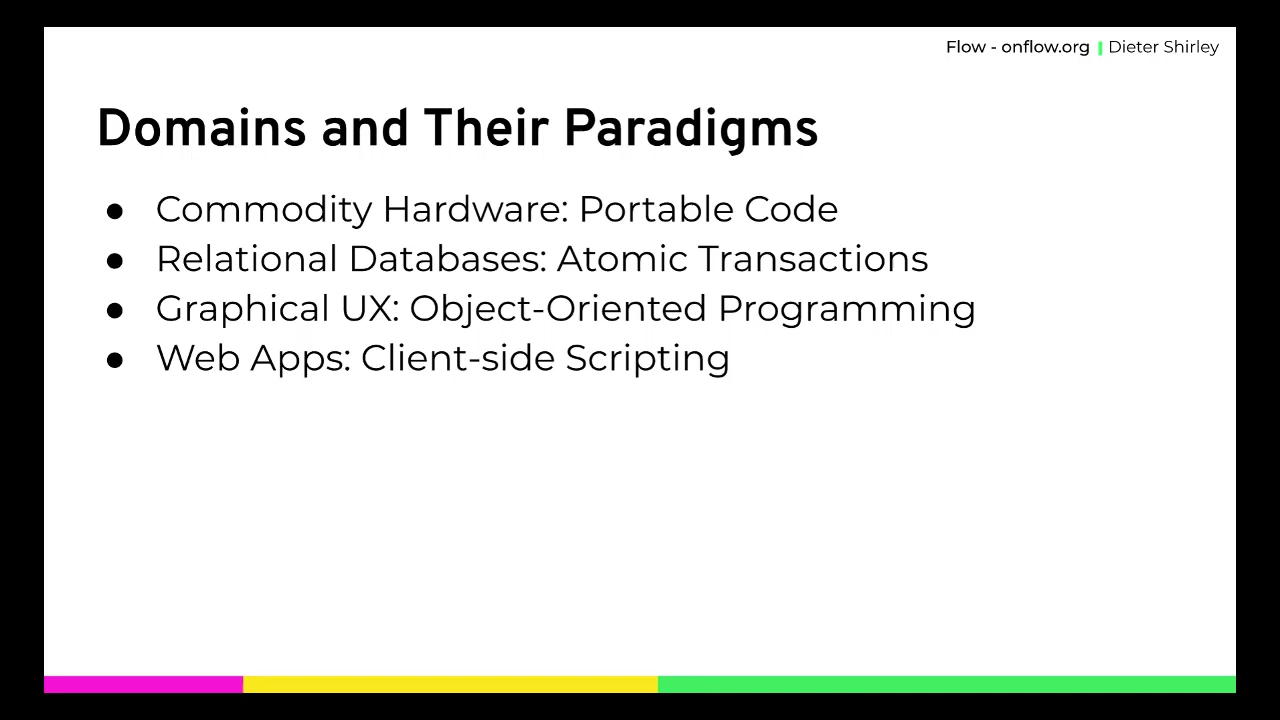 Flow - onflow.org | Dieter Shirley
Domains and Their Paradigms
● Commodity Hardware: Portable Code
● Relational Databases: Atomic Transactions
● Graphical UX: Object-Oriented Programming
● Web Apps: Client-side Scripting